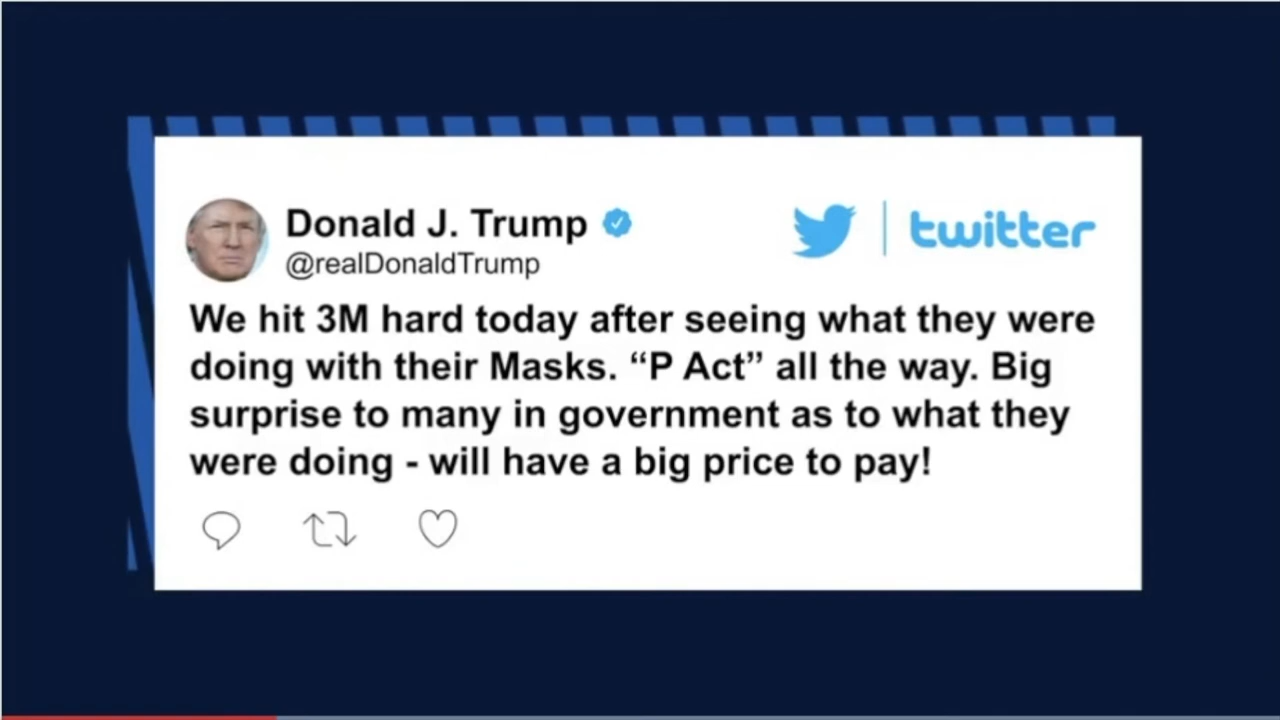 Donald J. Trump
@realDonaldTrump
twitter
We hit 3M hard today after seeing what they were
doing with their Masks. “P Act” all the way. Big
surprise to many in government as to what they
were doing - will have a big price to pay!